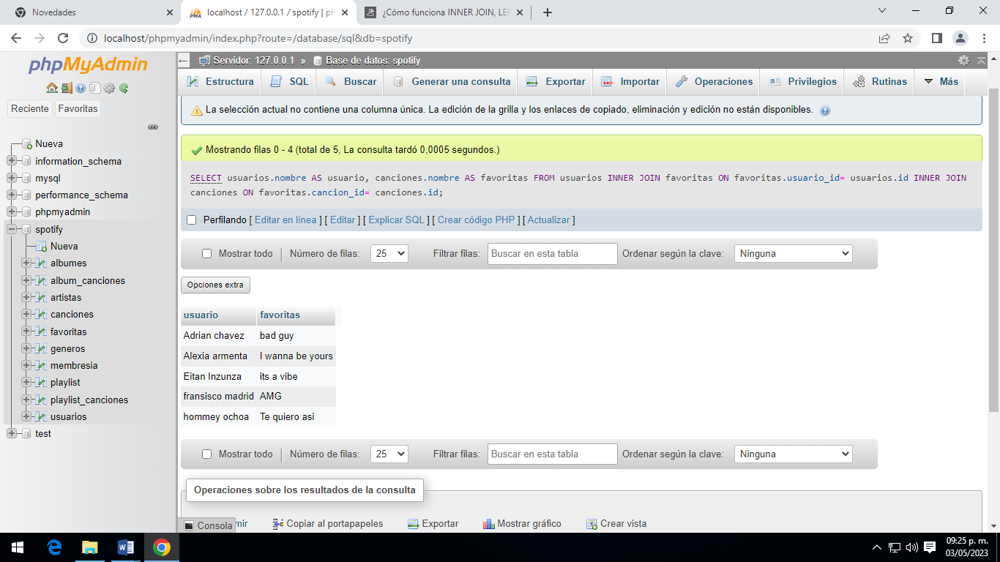 Novedades
localhost / 127.0.0.1 / spotify | ph
¿Cómo funciona INNER JOIN, LEF
localhost/phpmyadmin/index.php?route=/database/sql&db=spotify
phpMyAdmin
Reciente
Favoritas
Nueva
information_schema
mysql
performance_schema
phpmyadmin
spotify
Nueva
albumes
album_canciones
artistas
canciones
favoritas
generos
membresia
playlist
playlist_canciones
usuarios
test
Servidor: 127.0.0.1 » Base de datos: spotify
Estructura SQL Buscar Generar una consulta Exportar Importar Operaciones Privilegios Rutinas Más
La selección actual no contiene una columna única. La edición de la grilla y los enlaces de copiado, eliminación y edición no están disponibles.
Mostrando filas 0 - 4 (total de 5, La consulta tardó 0,0005 segundos.)
SELECT usuarios.nombre AS usuario, canciones.nombre AS favoritas FROM usuarios INNER JOIN favoritas ON favoritas.usuario_id= usuarios.id INNER JOIN
canciones ON favoritas.cancion_id= canciones.id;
Perfilando [ Editar en línea ] [ Editar ] [ Explicar SQL ] [ Crear código PHP ] [ Actualizar ]
Mostrar todo | Número de filas: 25 Filtrar filas: Buscar en esta tabla Ordenar según la clave: Ninguna
Opciones extra
usuario favoritas
Adrian chavez bad guy
Alexia armenta I wanna be yours
Eitan Inzunza its a vibe
fransisco madrid AMG
hommey ochoa Te quiero asi
Mostrar todo | Número de filas: 25 Filtrar filas: Buscar en esta tabla Ordenar según la clave: Ninguna
Operaciones sobre los resultados de la consulta
Consola mir Copiar al portapapeles Exportar Mostrar gráfico Crear vista
09:25 p. m.
03/05/2023